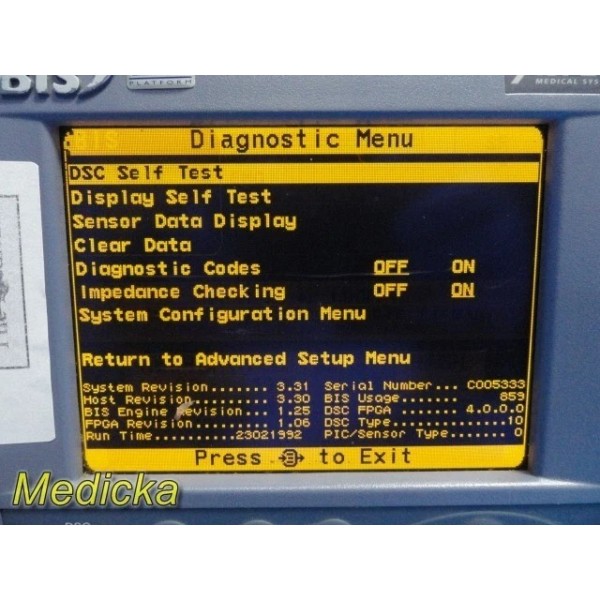 BIS
PLATFORM
MEDICAL SYS
BIS
Diagnostic Menu
DSC Self Test
Display Self Test
Sensor Data Display
Clear Data
Diagnostic Codes OFF ON
Impedance Checking OFF ON
System Configuration Menu
Return to Advanced Setup Menu
System Revision...... 3.31 Serial Number... C005333
Host Revision........ 3.30 BIS Usage....... 859
BIS Engine Revision.. 1.25 DSC FPGA..... 4.0.0.0
FPGA Revision........ 1.06 DSC Type.........10
Run Time.........23021992 PIC/Sensor Type... 0
Press to Exit
Medicka